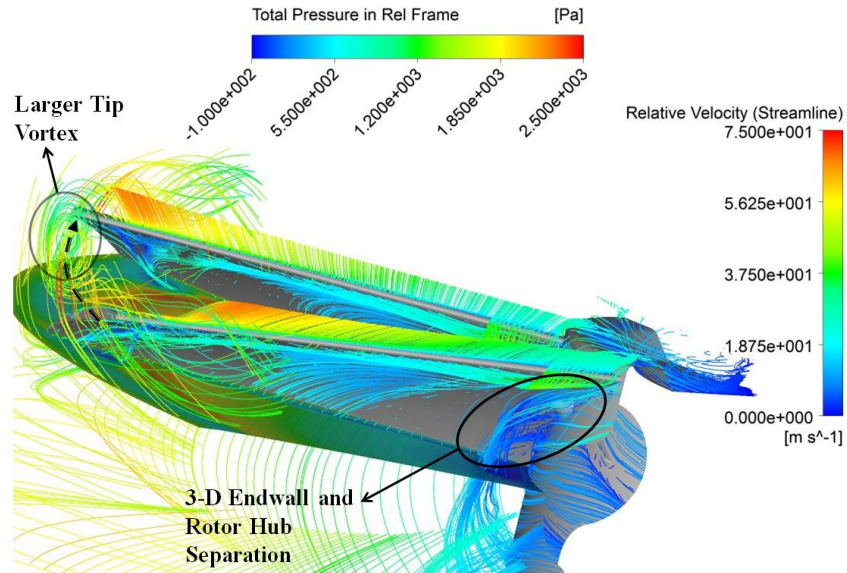 Total Pressure in Rel Frame [Pa]
-1.000e+002
5.500e+002
1.200e+003
1.850e+003
2.500e+003
Larger Tip
Vortex
Relative Velocity (Streamline)
7.500e+001
5.625e+001
3.750e+001
1.875e+001
0.000e+000
[m s^-1]
3-D Endwall and
Rotor Hub
Separation